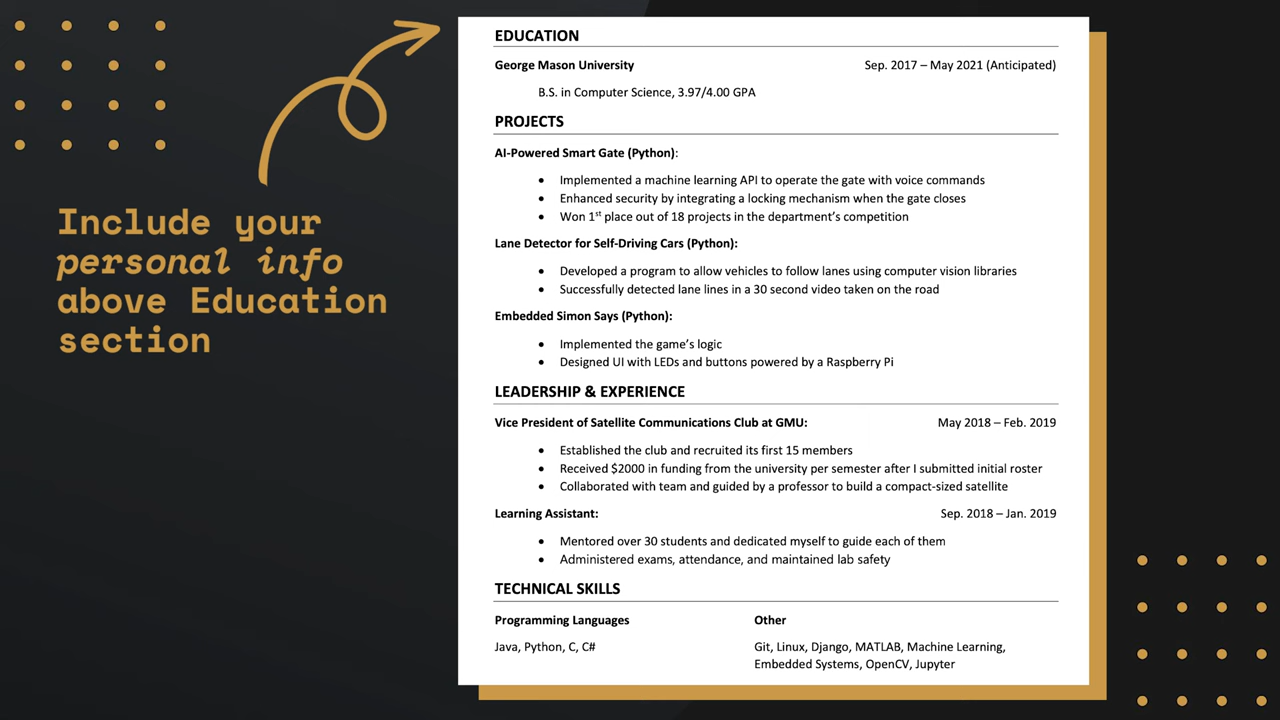 Include your
personal info
above Education
section
EDUCATION
George Mason University Sep. 2017 – May 2021 (Anticipated)
B.S. in Computer Science, 3.97/4.00 GPA
PROJECTS
AI-Powered Smart Gate (Python):
• Implemented a machine learning API to operate the gate with voice commands
• Enhanced security by integrating a locking mechanism when the gate closes
• Won 1st place out of 18 projects in the department's competition
Lane Detector for Self-Driving Cars (Python):
• Developed a program to allow vehicles to follow lanes using computer vision libraries
• Successfully detected lane lines in a 30 second video taken on the road
Embedded Simon Says (Python):
• Implemented the game's logic
• Designed UI with LEDs and buttons powered by a Raspberry Pi
LEADERSHIP & EXPERIENCE
Vice President of Satellite Communications Club at GMU: May 2018 – Feb. 2019
• Established the club and recruited its first 15 members
• Received $2000 in funding from the university per semester after I submitted initial roster
• Collaborated with team and guided by a professor to build a compact-sized satellite
Learning Assistant: Sep. 2018 – Jan. 2019
• Mentored over 30 students and dedicated myself to guide each of them
• Administered exams, attendance, and maintained lab safety
TECHNICAL SKILLS
Programming Languages Other
Java, Python, C, C# Git, Linux, Django, MATLAB, Machine Learning,
Embedded Systems, OpenCV, Jupyter